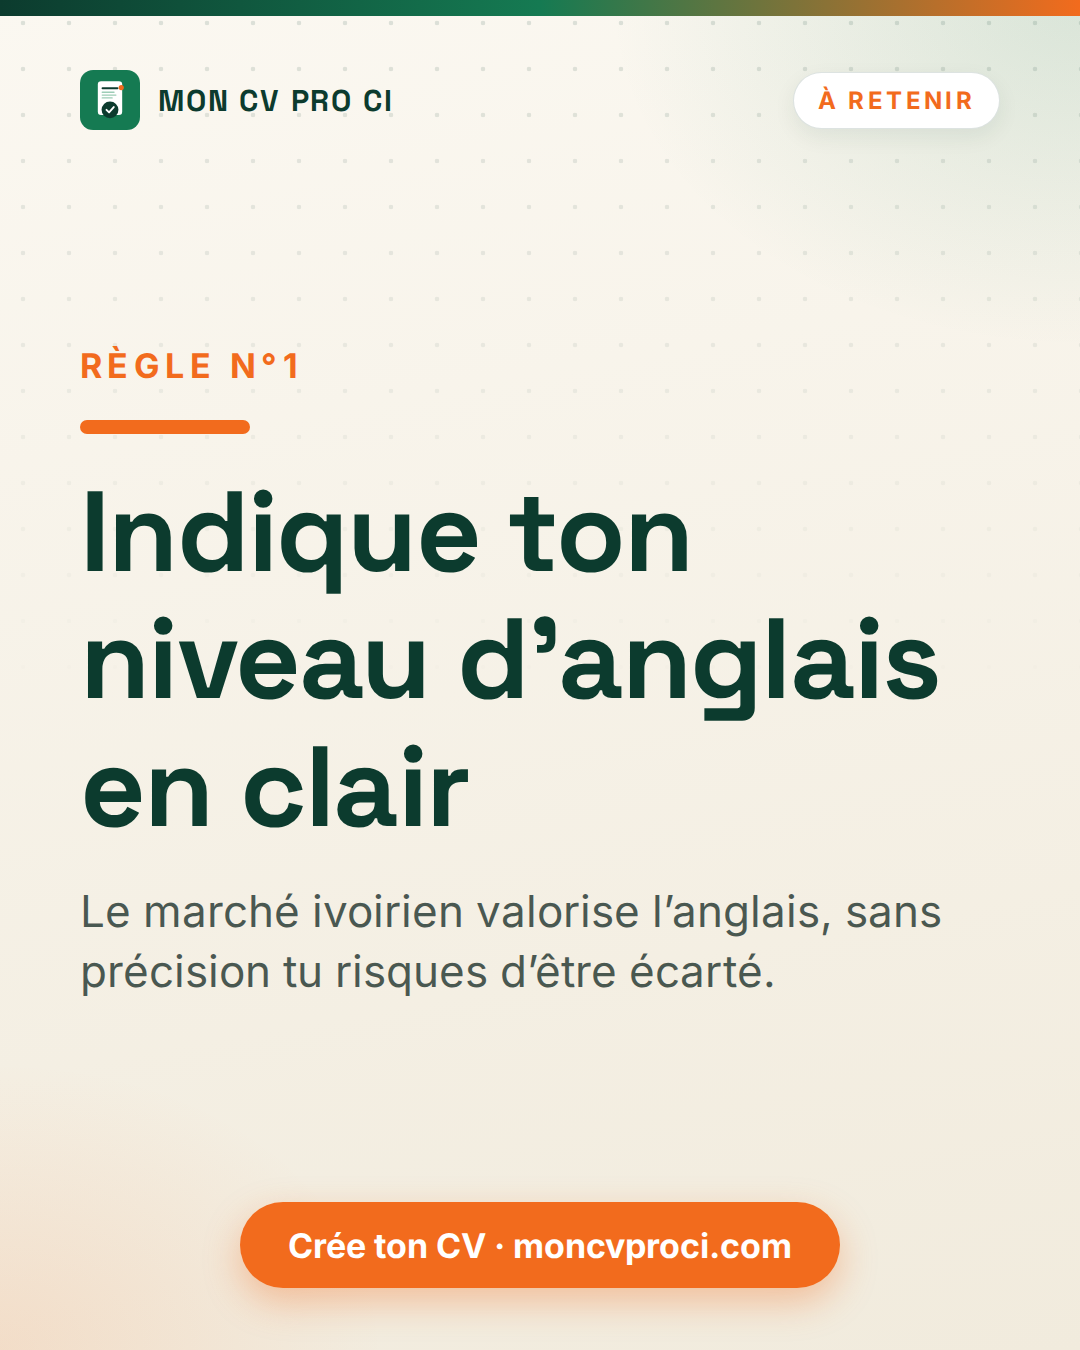 MON CV PRO CI
À RETENIR
RÈGLE N°1
Indique ton
niveau d’anglais
en clair
Le marché ivoirien valorise l’anglais, sans
précision tu risques d’être écarté.
Crée ton CV · moncvproci.com